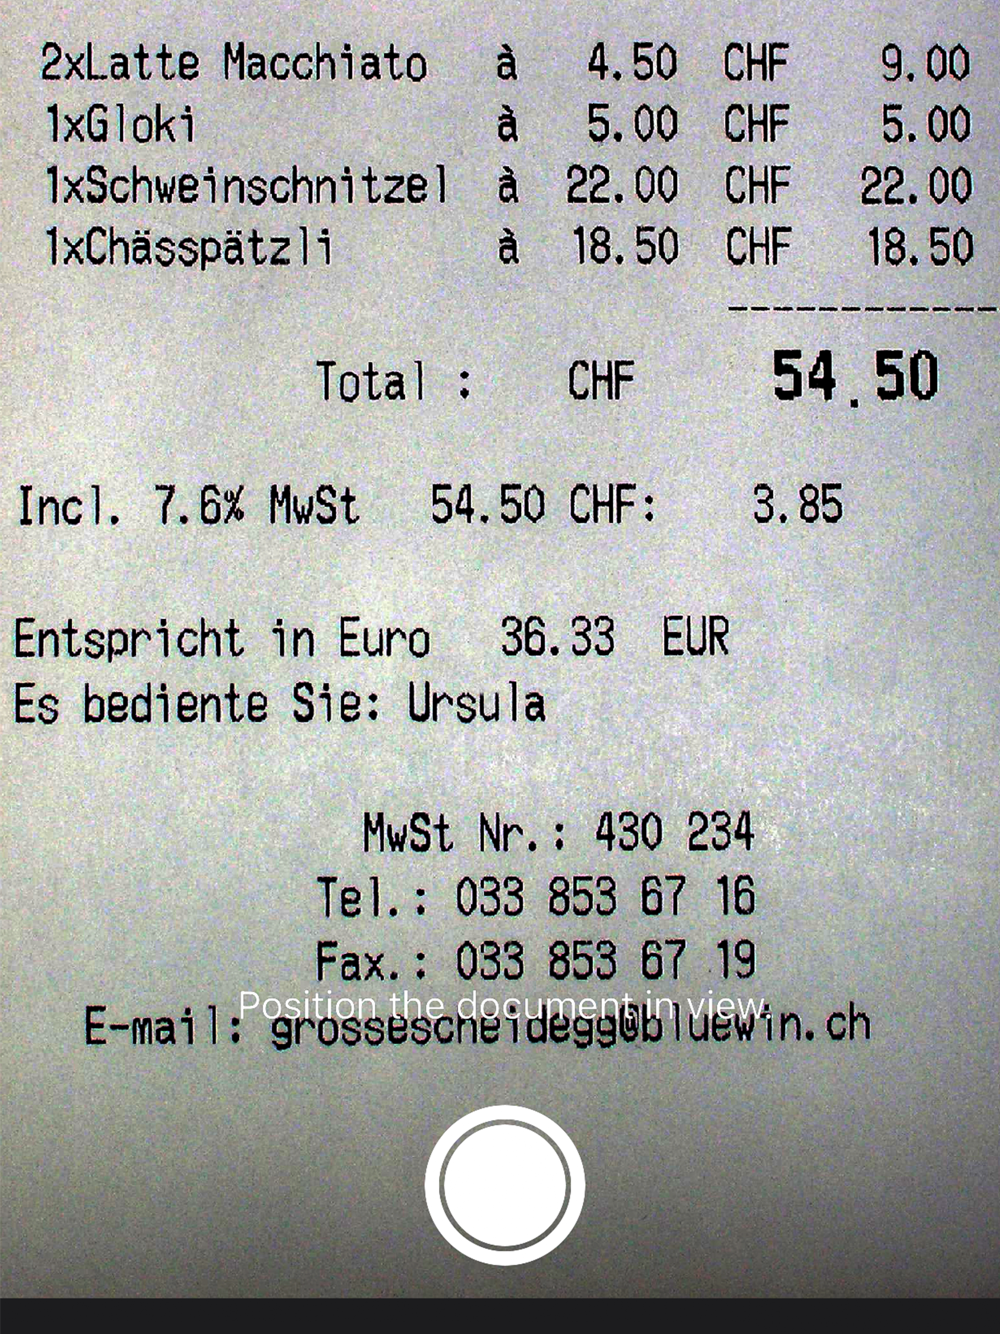 2xLatte Macchiato à 4.50 CHF 9.00
1xGloki à 5.00 CHF 5.00
1xSchweinschnitzel à 22.00 CHF 22.00
1xChässpätzli à 18.50 CHF 18.50
------------
Total : CHF 54.50
Incl. 7.6% MwSt 54.50 CHF: 3.85
Entspricht in Euro 36.33 EUR
Es bediente Sie: Ursula
MwSt Nr.: 430 234
Tel.: 033 853 67 16
Fax.: 033 853 67 19
Position the document in view.
E-mail: grossescheidegg@bluewin.ch